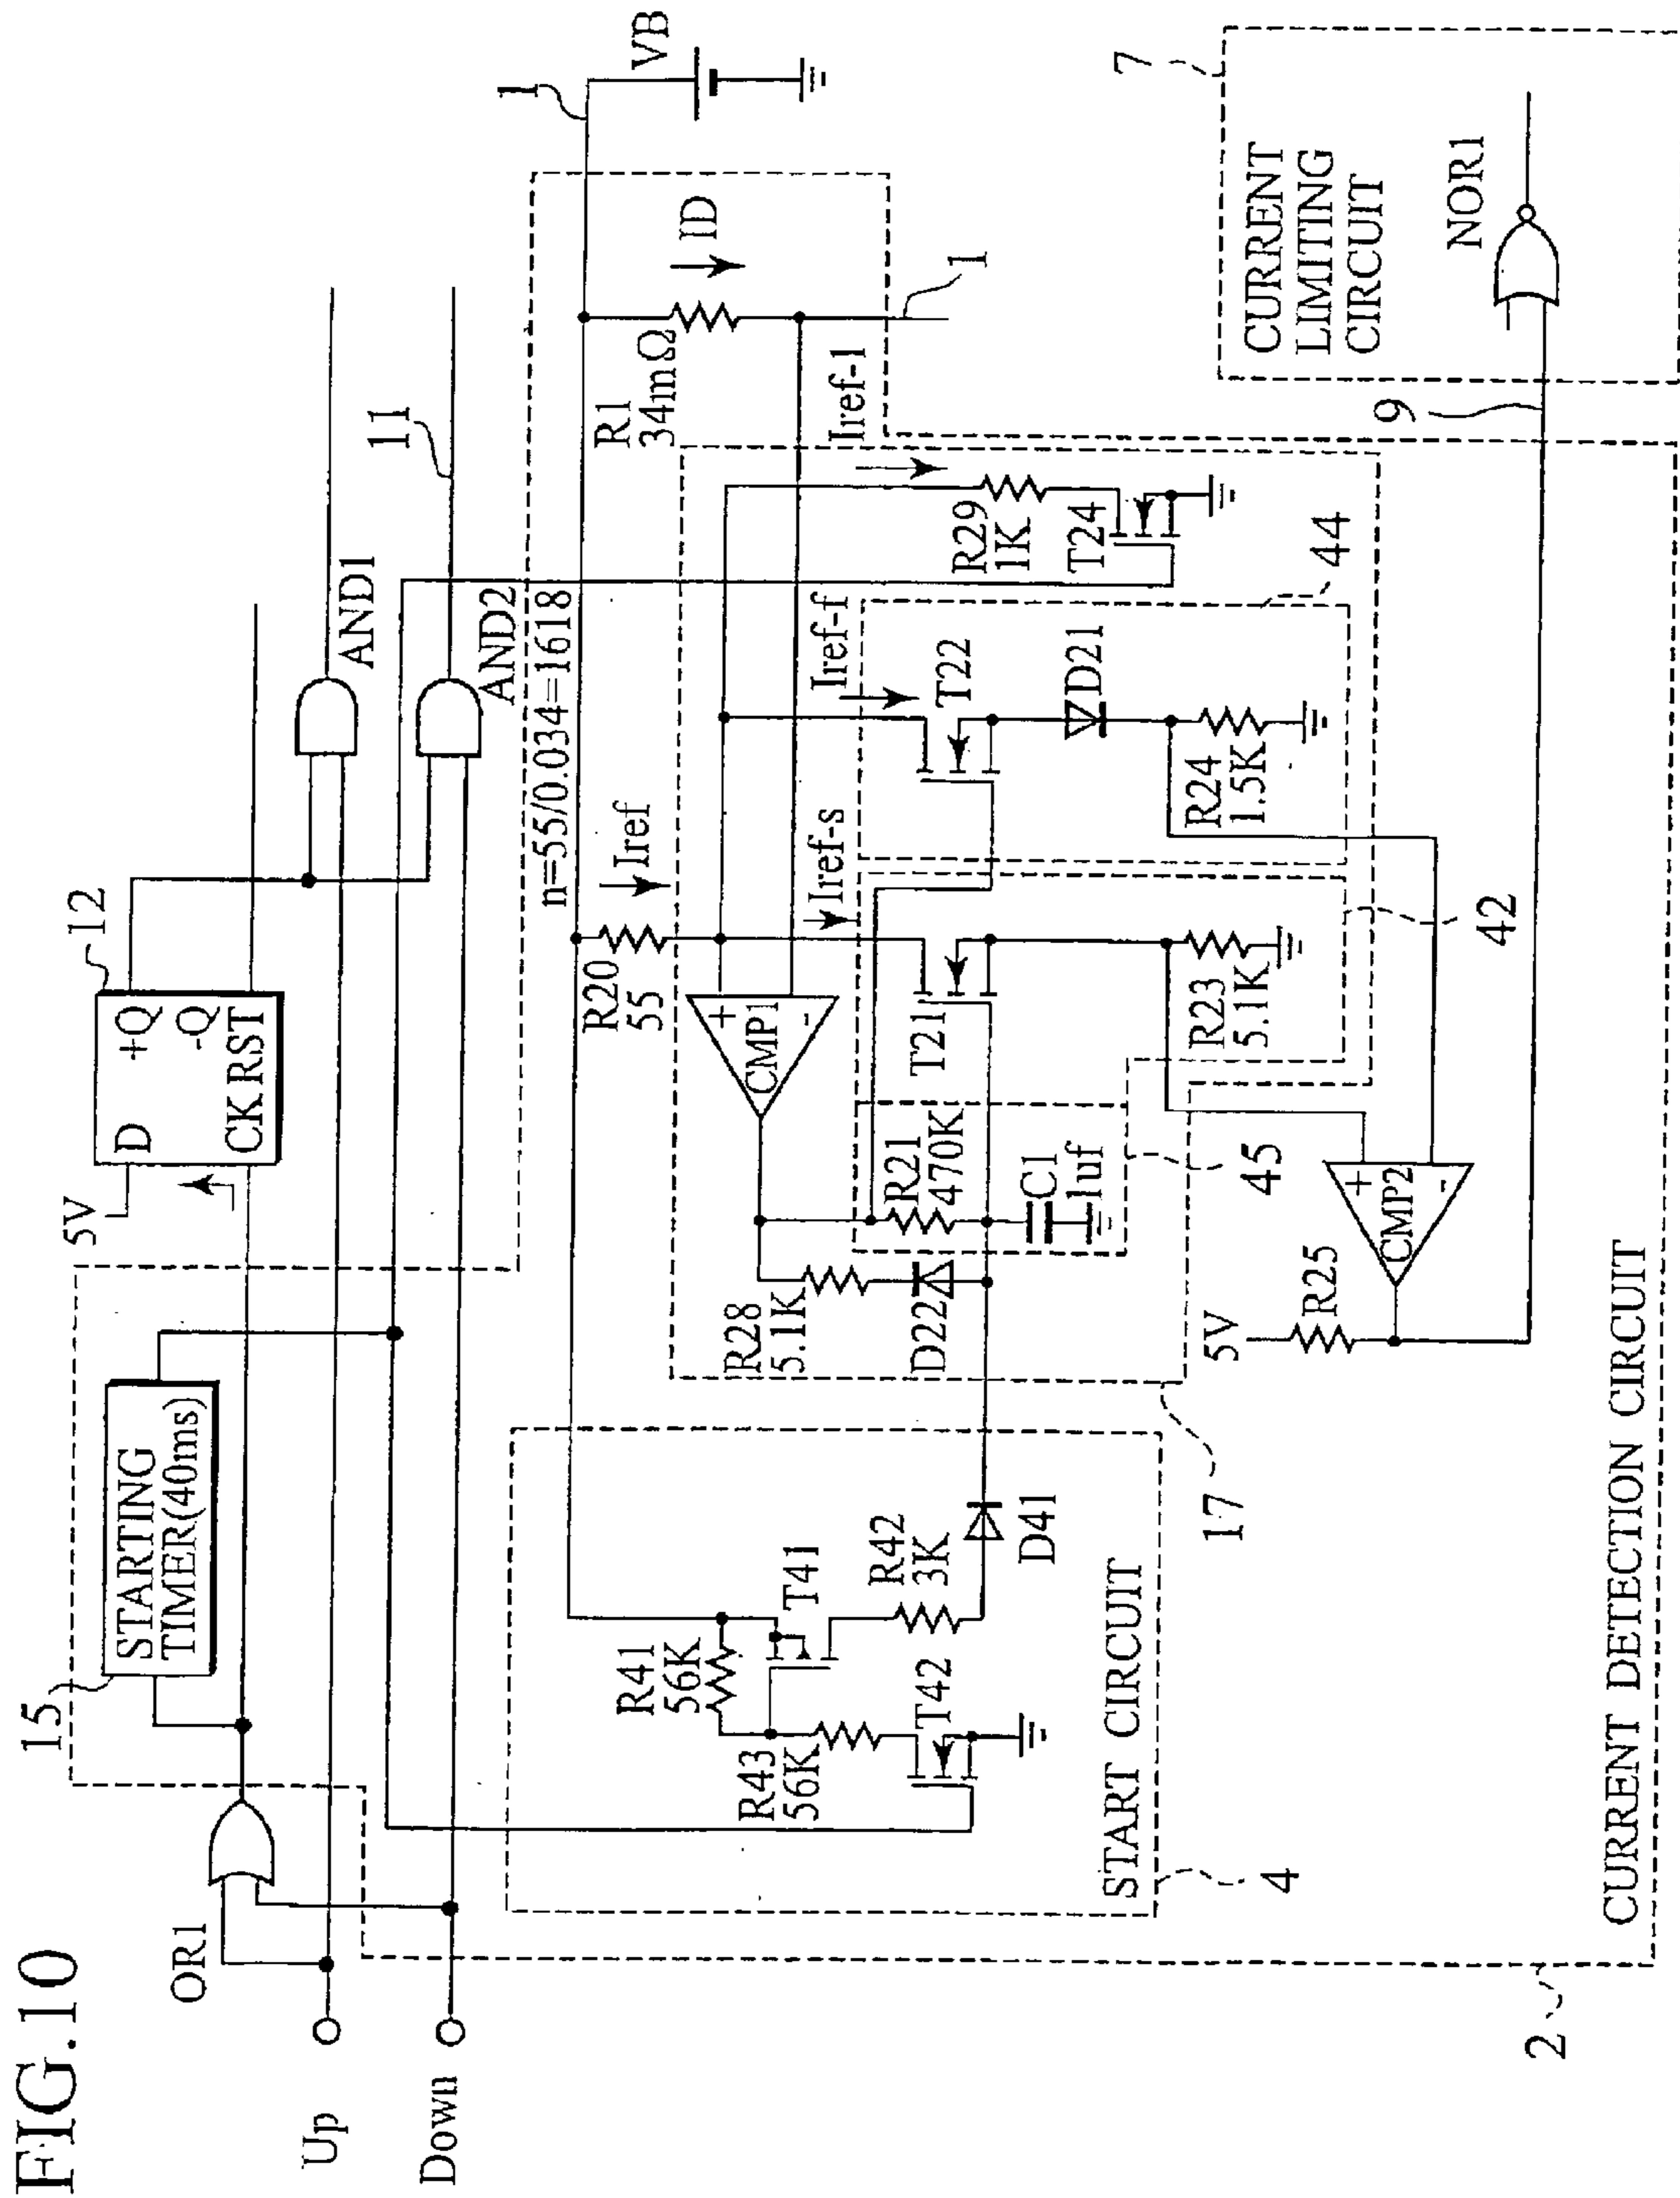 FIG.10
Up
Down
OR1
15
STARTING
TIMER(40ms)
5V
D
+Q
-Q
CK RST
12
AND1
AND2
11
1
VB
n=55/0.034=1618
R20
55
Iref
R1
34mΩ
ID
1
Iref-1
R41
56K
T41
R43
56K
T42
R42
3K
D41
START CIRCUIT
4
R28
5.1K
D22
CMP1
+
-
R21
470K
C1
1uf
45
Iref-s
T21
R23
5.1K
42
Iref-f
T22
D21
R24
1.5K
44
R29
1K
T24
17
5V
R25
CMP2
+
-
9
CURRENT
LIMITING
CIRCUIT
7
NOR1
CURRENT DETECTION CIRCUIT
2